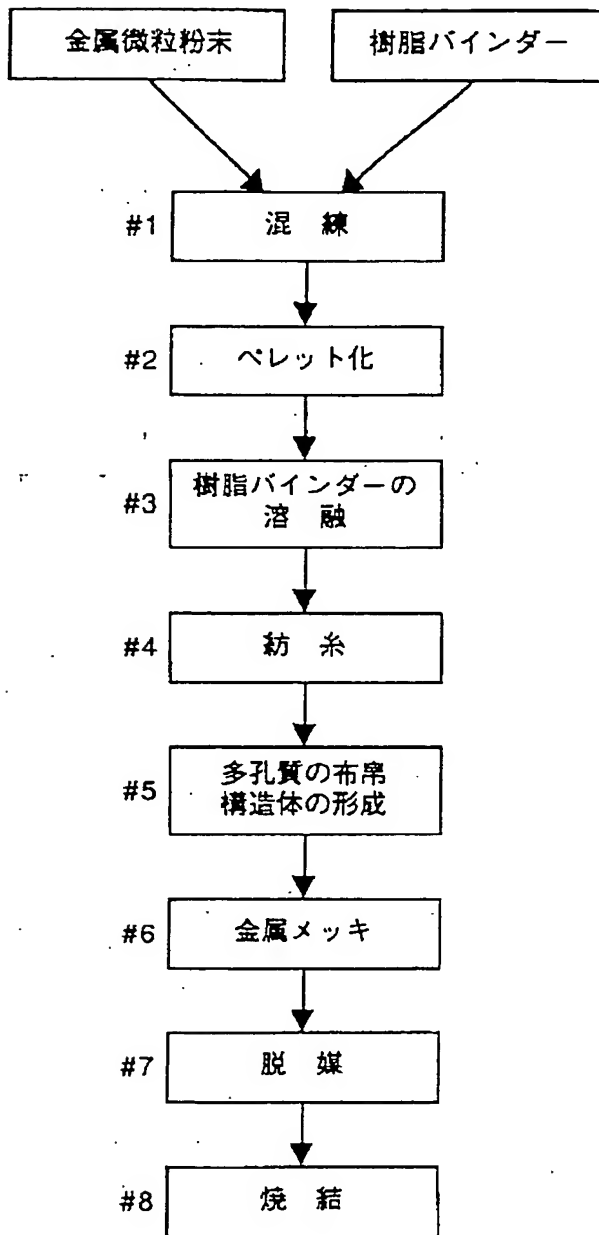 金属微粒粉末
樹脂バインダー
#1 混 練
#2 ペレット化
#3 樹脂バインダーの
溶 融
#4 紡 糸
#5 多孔質の布帛
構造体の形成
#6 金属メッキ
#7 脱 媒
#8 焼 結